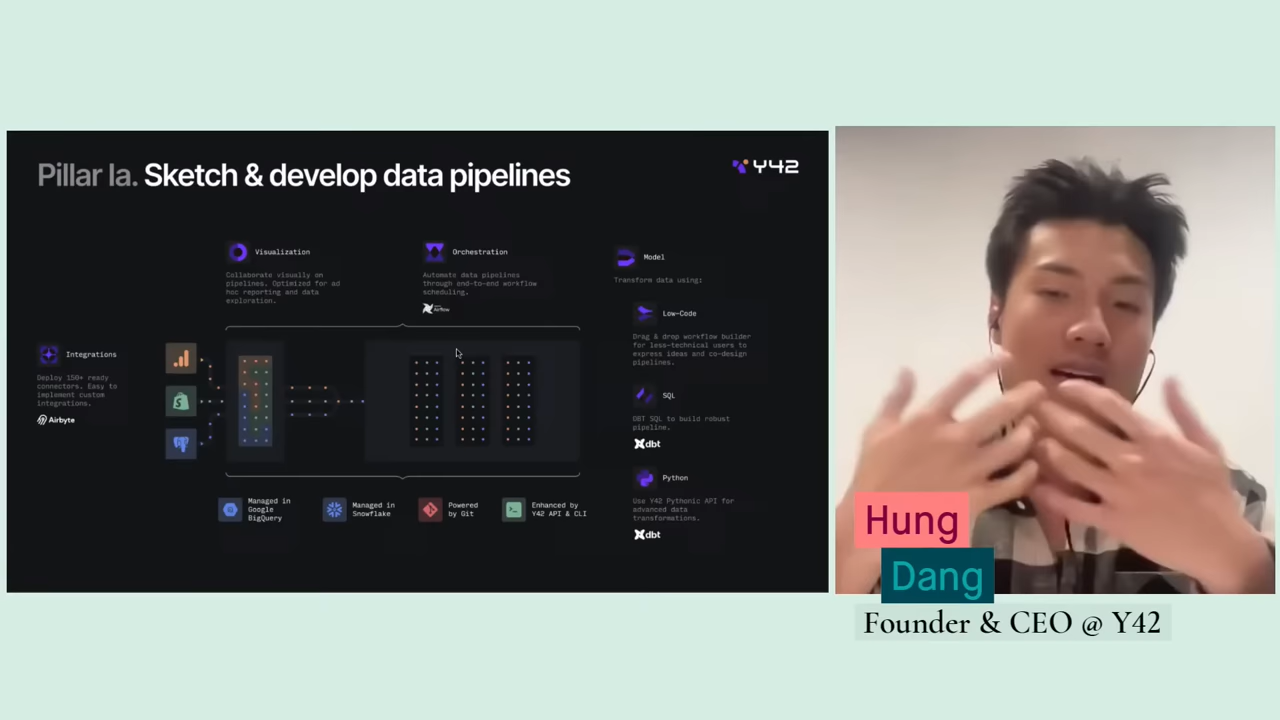 Pillar Ia. Sketch & develop data pipelines
Y42
Visualization
Collaborate visually on
pipelines. Optimized for ad
hoc reporting and data
exploration.
Orchestration
Automate data pipelines
through end-to-end workflow
scheduling.
Airflow
Model
Transform data using:
Low-Code
Drag & drop workflow builder
for less-technical users to
express ideas and co-design
pipelines.
SQL
DBT SQL to build robust
pipeline.
dbt
Python
Use Y42 Pythonic API for
advanced data
transformations.
dbt
Integrations
Deploy 150+ ready
connectors. Easy to
implement custom
integrations.
Airbyte
Managed in
Google
BigQuery
Managed in
Snowflake
Powered
by Git
Enhanced by
Y42 API & CLI
Hung
Dang
Founder & CEO @ Y42